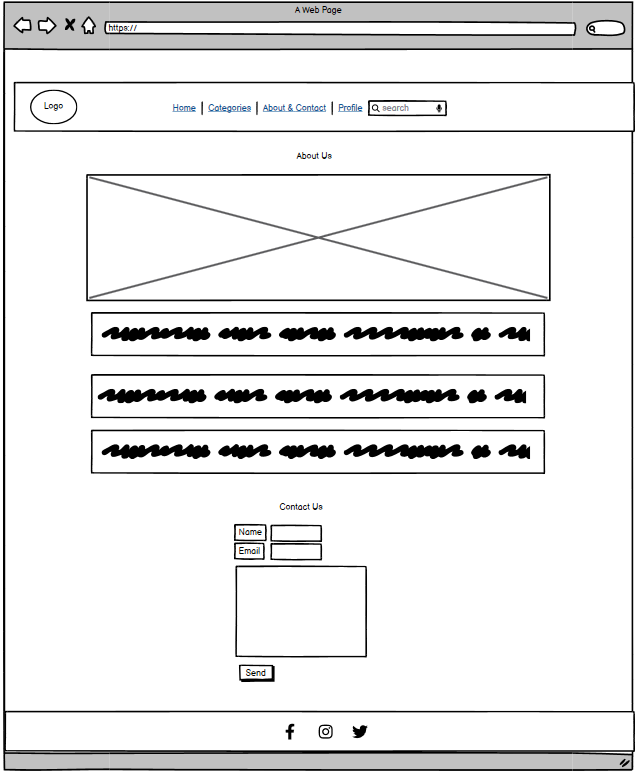 A Web Page
https://
Logo
Home | Categories | About & Contact | Profile
search
About Us
Contact Us
Name
Email
Send